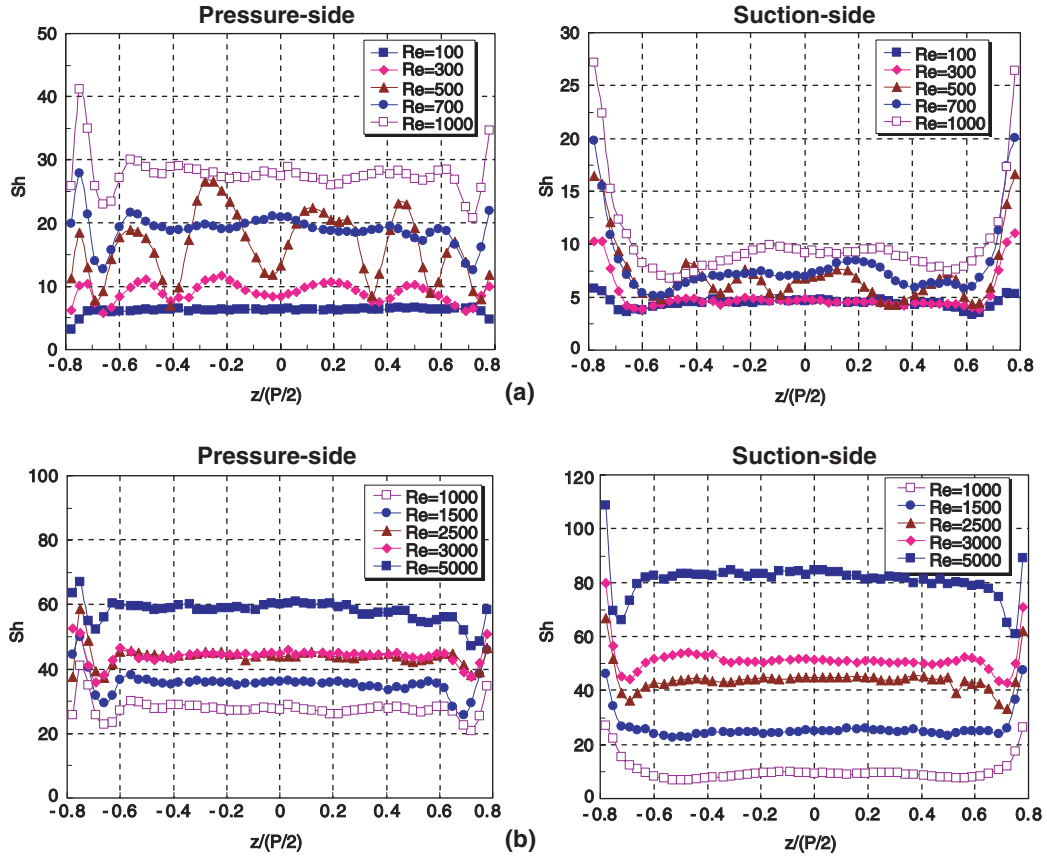 Pressure-side
50
40
30
20
10
0
Sh
Re=100
Re=300
Re=500
Re=700
Re=1000
-0.8 -0.6 -0.4 -0.2 0 0.2 0.4 0.6 0.8
z/(P/2)
Suction-side
30
25
20
15
10
5
0
Sh
Re=100
Re=300
Re=500
Re=700
Re=1000
-0.8 -0.6 -0.4 -0.2 0 0.2 0.4 0.6 0.8
z/(P/2)
(a)
Pressure-side
100
80
60
40
20
0
Sh
Re=1000
Re=1500
Re=2500
Re=3000
Re=5000
-0.8 -0.6 -0.4 -0.2 0 0.2 0.4 0.6 0.8
z/(P/2)
Suction-side
120
100
80
60
40
20
0
Sh
Re=1000
Re=1500
Re=2500
Re=3000
Re=5000
-0.8 -0.6 -0.4 -0.2 0 0.2 0.4 0.6 0.8
z/(P/2)
(b)